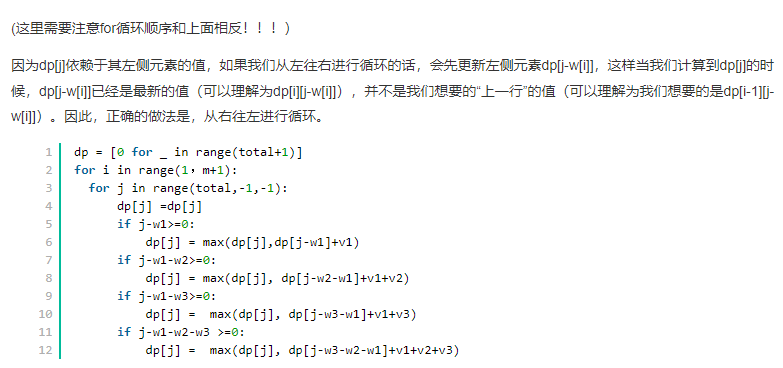 (这里需要注意for循环顺序和上面相反！！！)
因为dp[j]依赖于其左侧元素的值，如果我们从左往右进行循环的话，会先更新左侧元素dp[j-w[i]]，这样当我们计算到dp[j]的时
候，dp[j-w[i]]已经是最新的值（可以理解为dp[i][j-w[i]]），并不是我们想要的“上一行”的值（可以理解为我们想要的是dp[i-1][j-
w[i]]）。因此，正确的做法是，从右往左进行循环。
1 dp = [0 for _ in range(total+1)]
2 for i in range(1，m+1):
3   for j in range(total,-1,-1):
4       dp[j] =dp[j]
5       if j-w1>=0:
6           dp[j] = max(dp[j],dp[j-w1]+v1)
7       if j-w1-w2>=0:
8           dp[j] = max(dp[j], dp[j-w2-w1]+v1+v2)
9       if j-w1-w3>=0:
10           dp[j] =  max(dp[j], dp[j-w3-w1]+v1+v3)
11       if j-w1-w2-w3 >=0:
12           dp[j] =  max(dp[j], dp[j-w3-w2-w1]+v1+v2+v3)